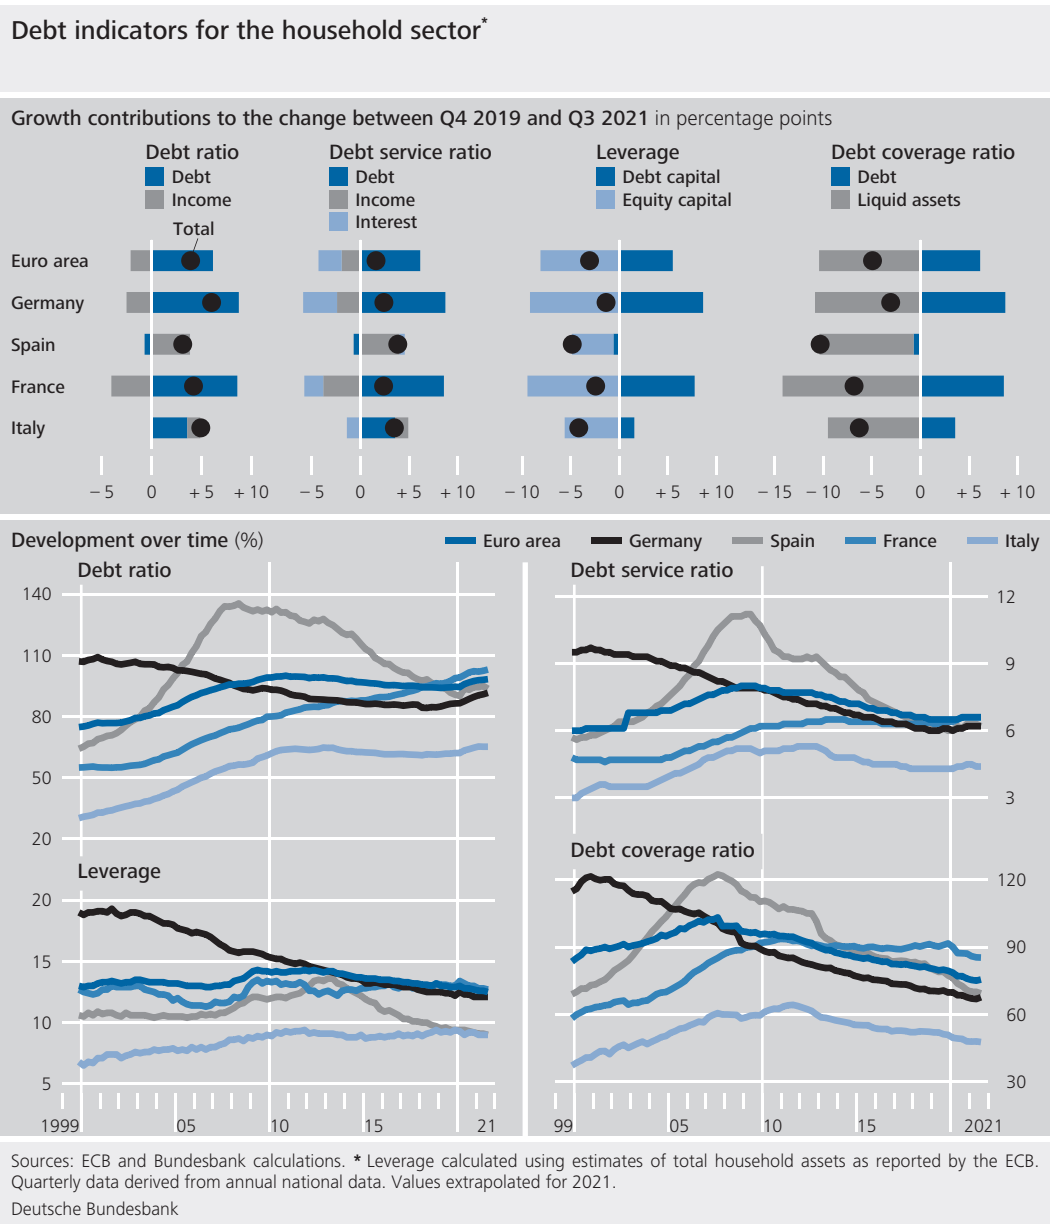 Debt indicators for the household sector*
Growth contributions to the change between Q4 2019 and Q3 2021 in percentage points
Debt ratio
Debt
Income
Total
Debt service ratio
Debt
Income
Interest
Leverage
Debt capital
Equity capital
Debt coverage ratio
Debt
Liquid assets
Euro area
Germany
Spain
France
Italy
– 5 0 + 5 + 10
– 5 0 + 5 + 10
– 10 – 5 0 + 5 + 10
– 15 – 10 – 5 0 + 5 + 10
Development over time (%)
Euro area Germany Spain France Italy
Debt ratio
140
110
80
50
20
Debt service ratio
12
9
6
3
Leverage
20
15
10
5
1999 05 10 15 21
Debt coverage ratio
120
90
60
30
99 05 10 15 2021
Sources: ECB and Bundesbank calculations. * Leverage calculated using estimates of total household assets as reported by the ECB.
Quarterly data derived from annual national data. Values extrapolated for 2021.
Deutsche Bundesbank